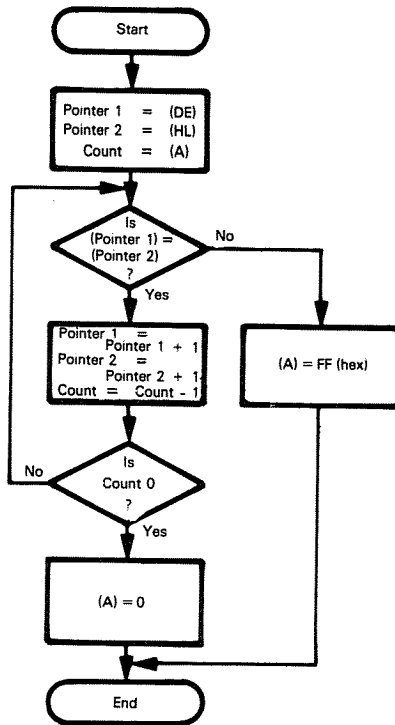 Start
Pointer 1 = (DE)
Pointer 2 = (HL)
Count = (A)
Is
(Pointer 1) =
(Pointer 2)
?
No
Yes
Pointer 1 =
Pointer 1 + 1
Pointer 2 =
Pointer 2 + 1
Count = Count - 1
(A) = FF (hex)
Is
Count 0
?
No
Yes
(A) = 0
End